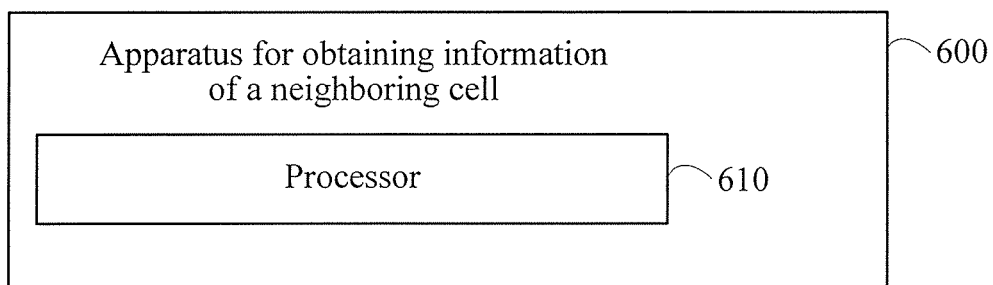 Apparatus for obtaining information
of a neighboring cell
600
Processor
610